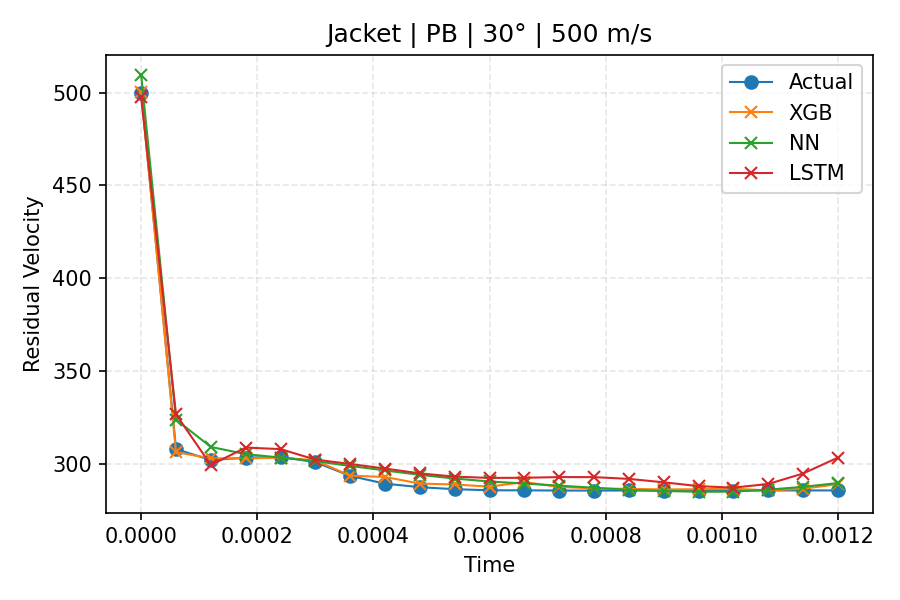 Jacket | PB | 30° | 500 m/s
Actual
XGB
NN
LSTM
Residual Velocity
500
450
400
350
300
0.0000 0.0002 0.0004 0.0006 0.0008 0.0010 0.0012
Time